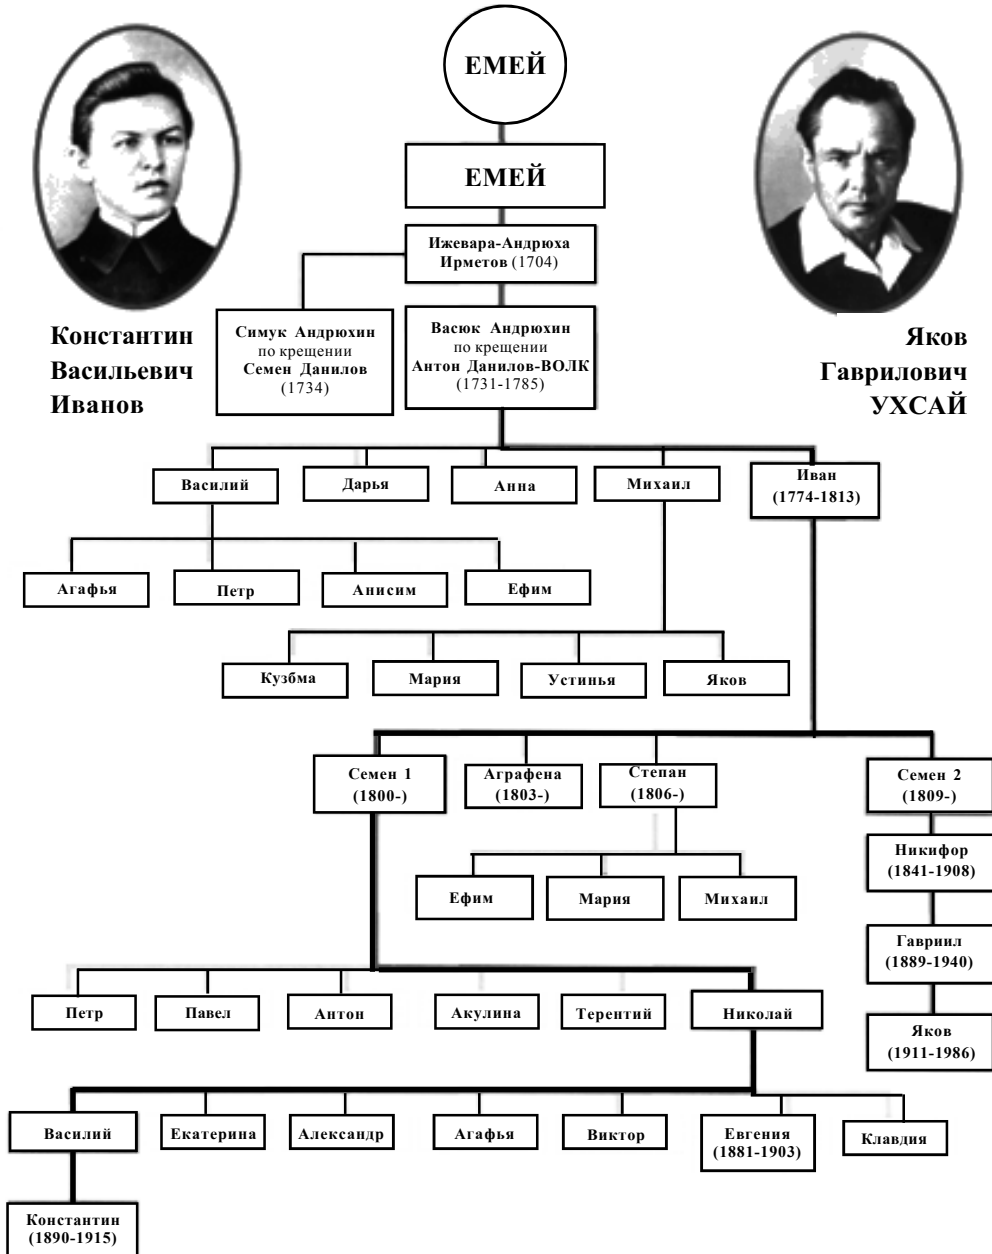 ЕМЕЙ
ЕМЕЙ
Ижевара-Андрюха
Ирметов (1704)
Симук Андрюхин
по крещении
Семен Данилов
(1734)
Васюк Андрюхин
по крещении
Антон Данилов-ВОЛК
(1731-1785)
Константин
Васильевич
Иванов
Яков
Гаврилович
УХСАЙ
Василий
Дарья
Анна
Михаил
Иван
(1774-1813)
Агафья
Петр
Анисим
Ефим
Кузбма
Мария
Устинья
Яков
Семен 1
(1800-)
Аграфена
(1803-)
Степан
(1806-)
Семен 2
(1809-)
Никифор
(1841-1908)
Ефим
Мария
Михаил
Гавриил
(1889-1940)
Петр
Павел
Антон
Акулина
Терентий
Николай
Яков
(1911-1986)
Василий
Екатерина
Александр
Агафья
Виктор
Евгения
(1881-1903)
Клавдия
Константин
(1890-1915)